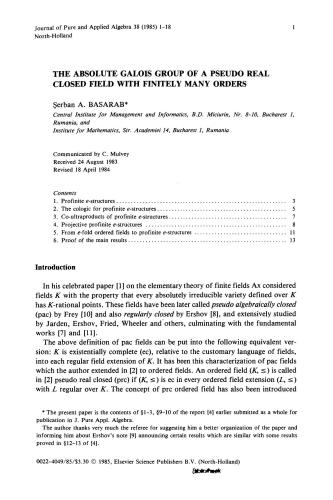 Journal of Pure and Applied Algebra 38 (1985) 1-18
1
North-Holland
THE ABSOLUTE GALOIS GROUP OF A PSEUDO REAL
CLOSED FIELD WITH FINITELY MANY ORDERS
Şerban A. BASARAB*
Central Institute for Management and Informatics, B.D. Miciurin, Nr. 8-10, Bucharest 1,
Rumania, and
Institute for Mathematics, Str. Academiei 14, Bucharest 1, Rumania
Communicated by C. Mulvey
Received 24 August 1983
Revised 18 April 1984
Contents
1. Profinite e-structures 3
2. The cologic for profinite e-structures 5
3. Co-ultraproducts of profinite e-structures 7
4. Projective profinite e-structures 8
5. From e-fold ordered fields to profinite e-structures 11
6. Proof of the main results 13
Introduction
In his celebrated paper [1] on the elementary theory of finite fields Ax considered
fields K with the property that every absolutely irreducible variety defined over K
has K-rational points. These fields have been later called pseudo algebraically closed
(pac) by Frey [10] and also regularly closed by Ershov [8], and extensively studied
by Jarden, Ershov, Fried, Wheeler and others, culminating with the fundamental
works [7] and [11].
The above definition of pac fields can be put into the following equivalent ver-
sion: K is existentially complete (ec), relative to the customary language of fields,
into each regular field extension of K. It has been this characterization of pac fields
which the author extended in [2] to ordered fields. An ordered field (K, ≤) is called
in [2] pseudo real closed (prc) if (K, ≤) is ec in every ordered field extension (L, ≤)
with L regular over K. The concept of prc ordered field has also been introduced
* The present paper is the contents of §1-3, §9-10 of the report [4] earlier submitted as a whole for
publication in J. Pure Appl. Algebra.
The author thanks very much the referee for suggesting him a better organization of the paper and
informing him about Ershov's note [9] announcing certain results which are similar with some results
proved in §12-13 of [4].
0022-4049/85/$3.30 © 1985, Elsevier Science Publishers B.V. (North-Holland)